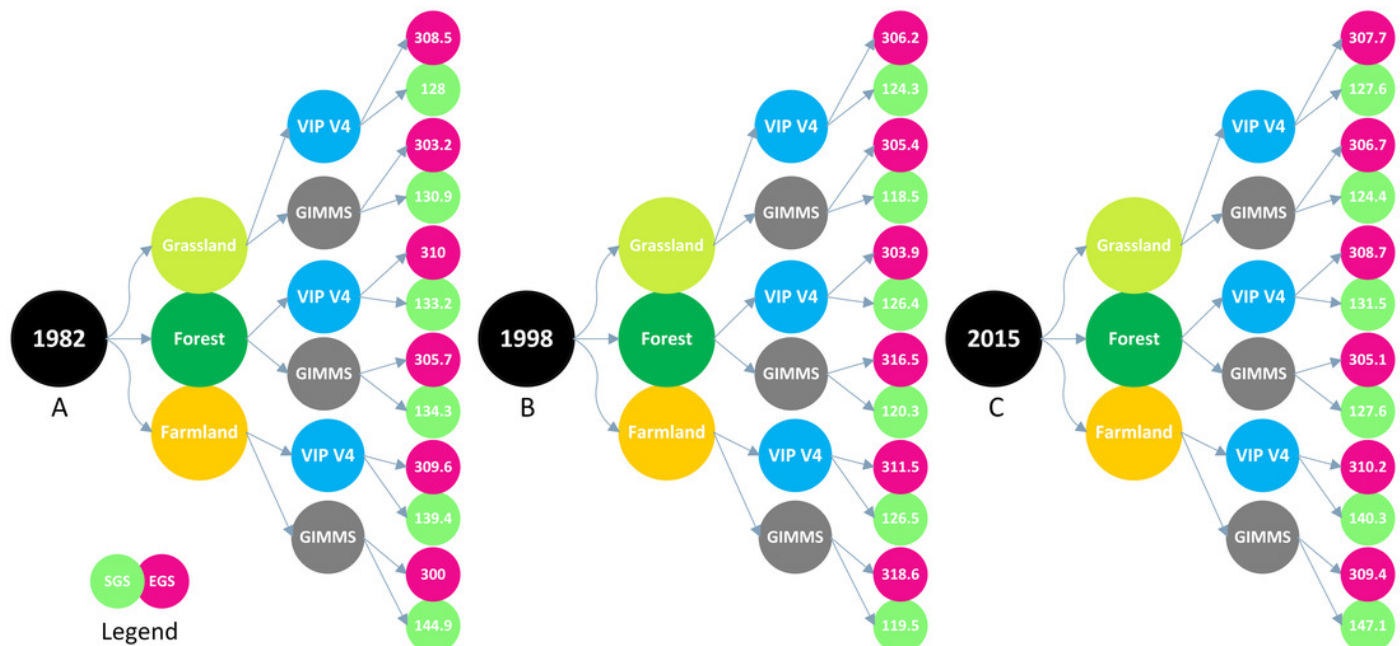 1982
A
Grassland
Forest
Farmland
VIP V4
GIMMS
VIP V4
GIMMS
VIP V4
GIMMS
308.5
128
303.2
130.9
310
133.2
305.7
134.3
309.6
139.4
300
144.9
SGS EGS
Legend
1998
B
Grassland
Forest
Farmland
VIP V4
GIMMS
VIP V4
GIMMS
VIP V4
GIMMS
306.2
124.3
305.4
118.5
303.9
126.4
316.5
120.3
311.5
126.5
318.6
119.5
2015
C
Grassland
Forest
Farmland
VIP V4
GIMMS
VIP V4
GIMMS
VIP V4
GIMMS
307.7
127.6
306.7
124.4
308.7
131.5
305.1
127.6
310.2
140.3
309.4
147.1